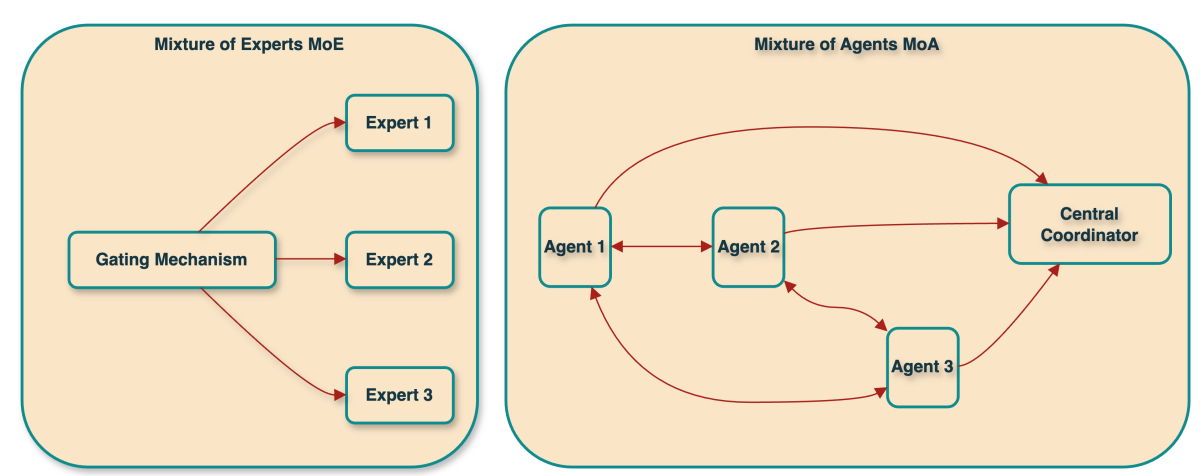 Mixture of Experts MoE
Expert 1
Gating Mechanism
Expert 2
Expert 3
Mixture of Agents MoA
Agent 1
Agent 2
Central
Coordinator
Agent 3